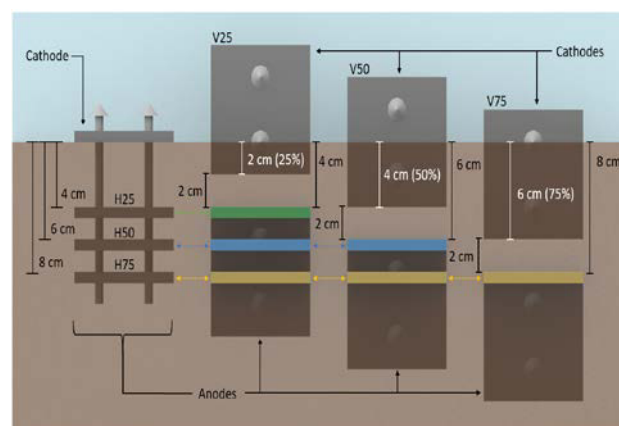 V25
Cathode
Cathodes
V50
V75
2 cm (25%)
4 cm
4 cm (50%)
6 cm
6 cm (75%)
8 cm
4 cm
2 cm
H25
2 cm
6 cm
H50
2 cm
8 cm
H75
Anodes